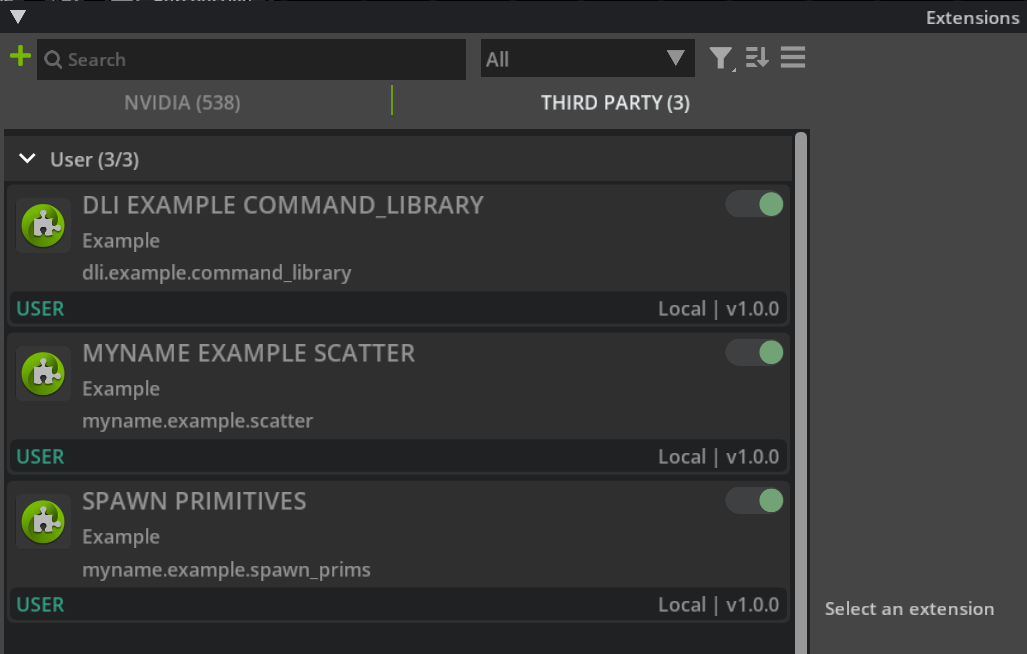 Extensions
Search
All
NVIDIA (538)
THIRD PARTY (3)
User (3/3)
DLI EXAMPLE COMMAND_LIBRARY
Example
dli.example.command_library
USER
Local | v1.0.0
MYNAME EXAMPLE SCATTER
Example
myname.example.scatter
USER
Local | v1.0.0
SPAWN PRIMITIVES
Example
myname.example.spawn_prims
USER
Local | v1.0.0
Select an extension